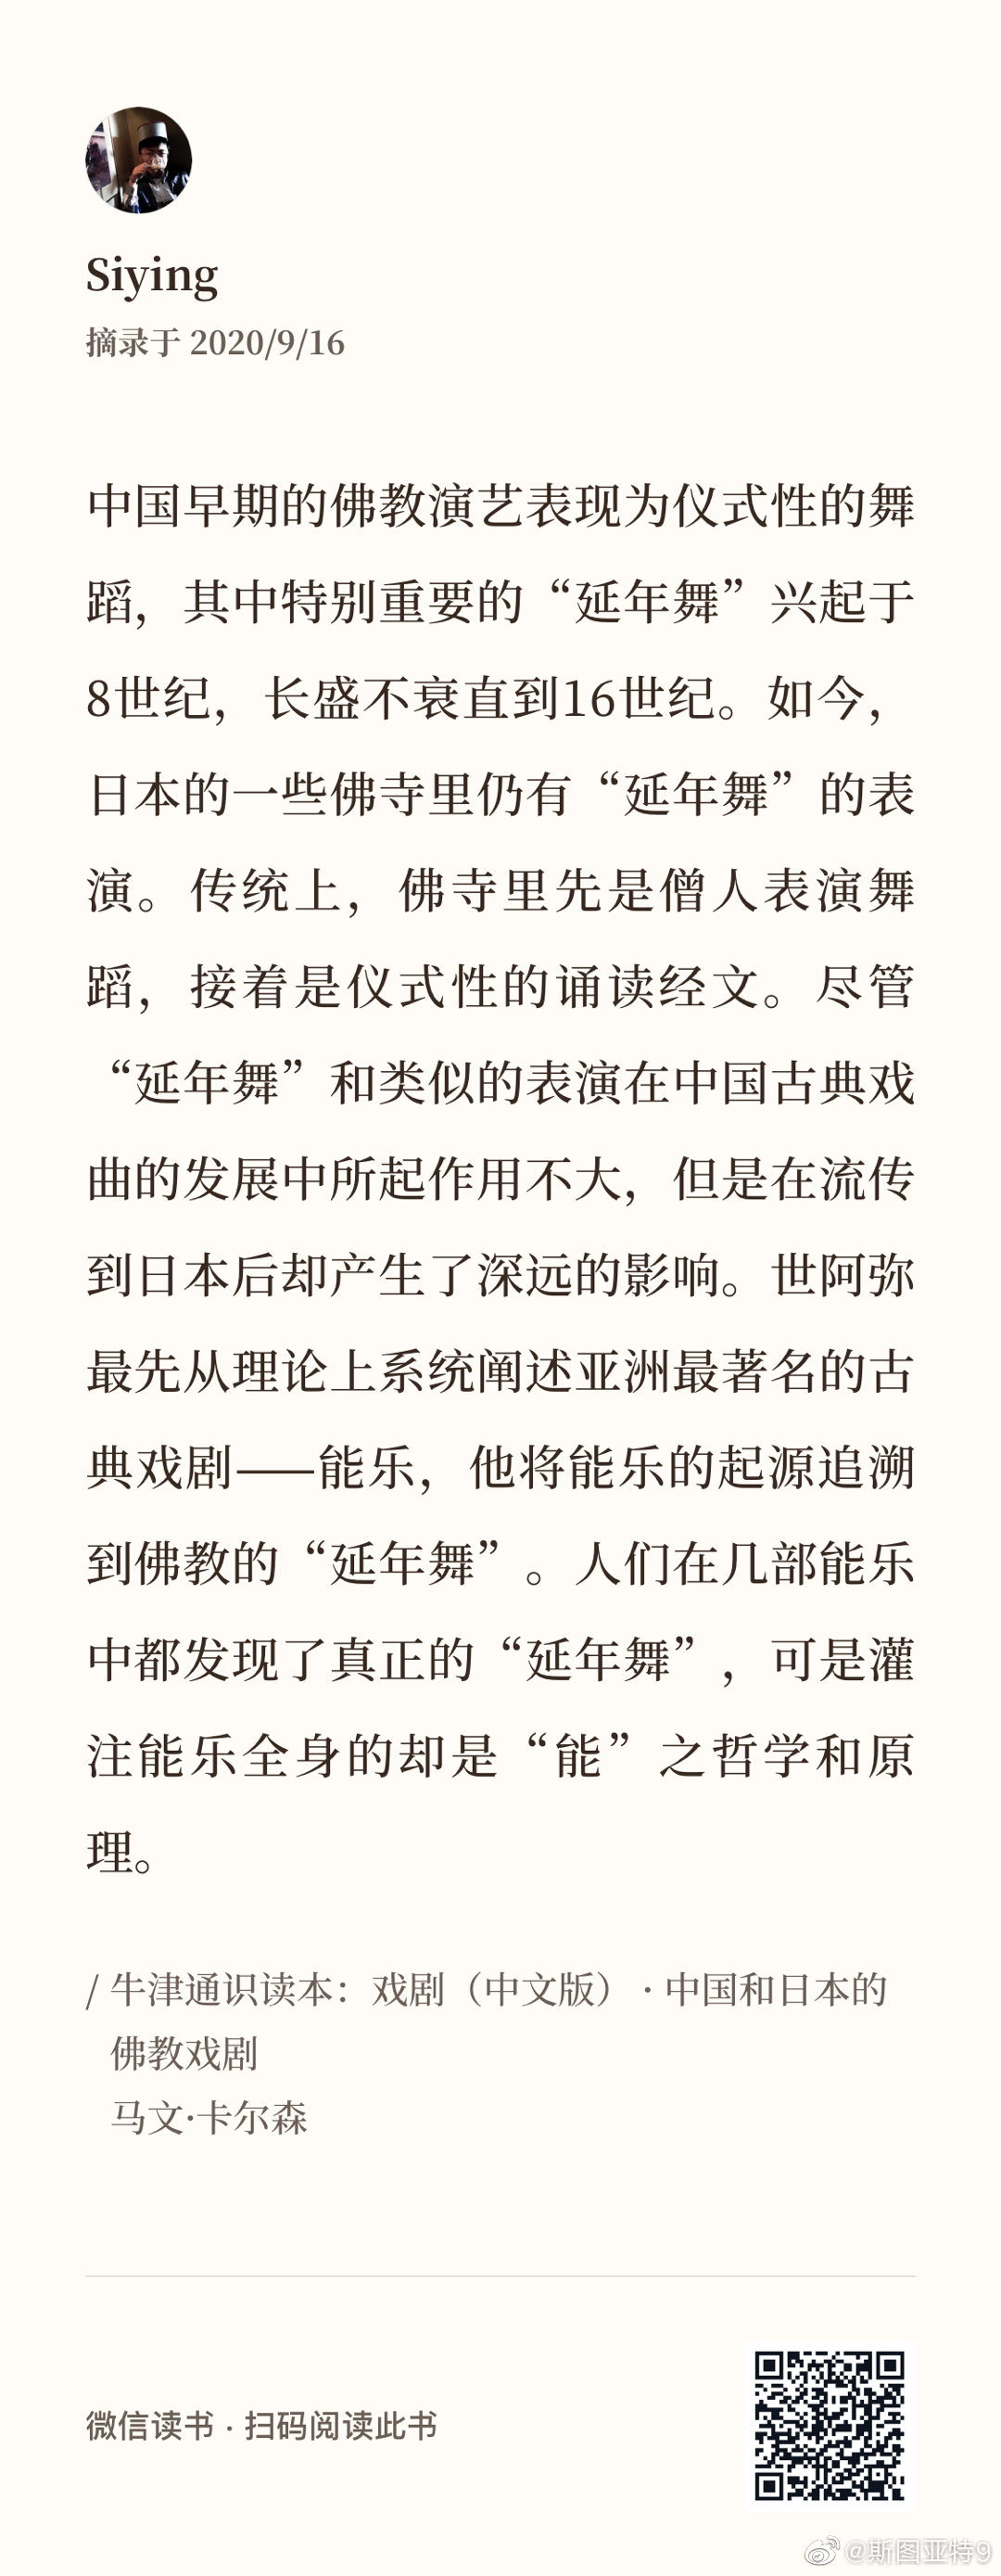 Siying
摘录于 2020/9/16
中国早期的佛教演艺表现为仪式性的舞
蹈，其中特别重要的“延年舞”兴起于
8世纪，长盛不衰直到16世纪。如今，
日本的一些佛寺里仍有“延年舞”的表
演。传统上，佛寺里先是僧人表演舞
蹈，接着是仪式性的诵读经文。尽管
“延年舞”和类似的表演在中国古典戏
曲的发展中所起作用不大，但是在流传
到日本后却产生了深远的影响。世阿弥
最先从理论上系统阐述亚洲最著名的古
典戏剧——能乐，他将能乐的起源追溯
到佛教的“延年舞”。人们在几部能乐
中都发现了真正的“延年舞”，可是灌
注能乐全身的却是“能”之哲学和原
理。
/ 牛津通识读本：戏剧（中文版）· 中国和日本的
佛教戏剧
马文·卡尔森
微信读书 · 扫码阅读此书
@斯图亚特9